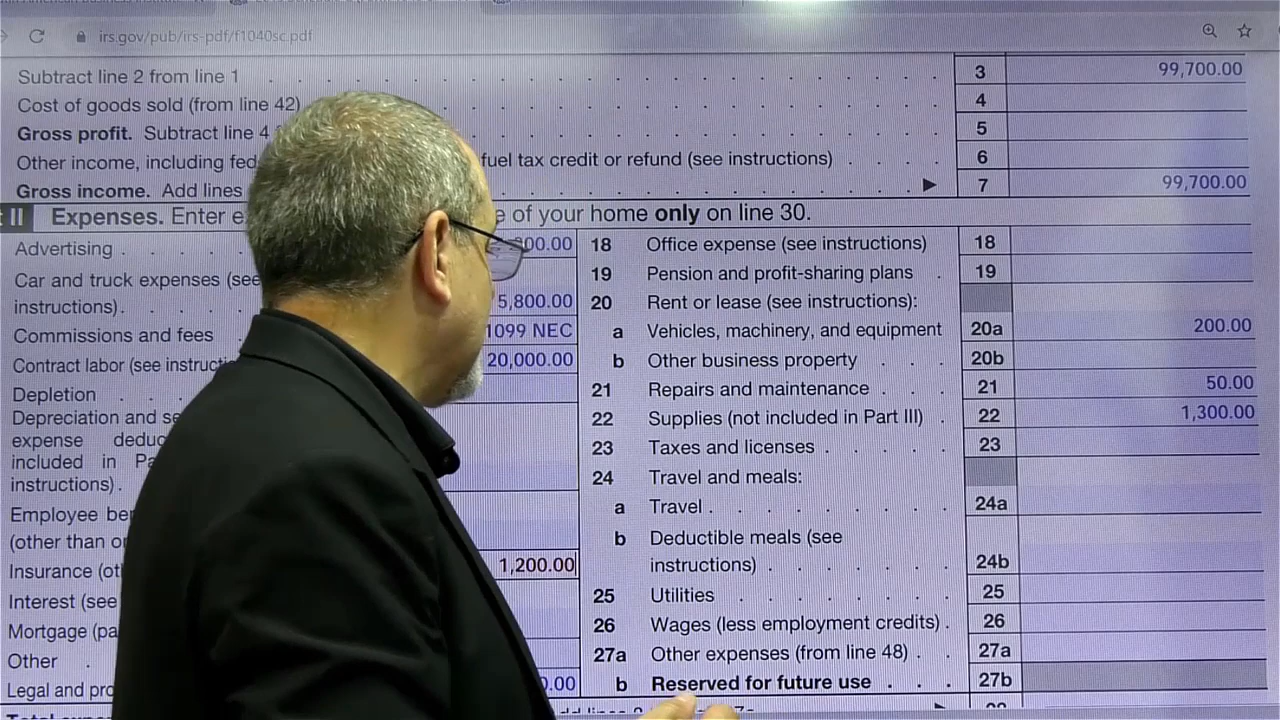 irs.gov/pub/irs-pdf/f1040sc.pdf
Subtract line 2 from line 1 . . . . . . . . . . . . . . . . . . . . . . . . 3 99,700.00
Cost of goods sold (from line 42) . . . . . . . . . . . . . . . . . . . . . 4
Gross profit. Subtract line 4 . . . . . . . . . . . . . . . . . . . . . 5
Other income, including fed fuel tax credit or refund (see instructions) . . . . 6
Gross income. Add lines . . . . . . . . . . . . . . . . ▶ 7 99,700.00
II Expenses. Enter e of your home only on line 30.
Advertising . . . . .
Car and truck expenses (see
instructions) . . . . . 5,800.00
Commissions and fees 1099 NEC
Contract labor (see 20,000.00
Depletion . . .
Depreciation and
expense
included in
instructions) .
Employee
(other than
Insurance 1,200.00
Interest (see
Mortgage
Other .
Legal and
18 Office expense (see instructions) 18
19 Pension and profit-sharing plans . 19
20 Rent or lease (see instructions):
a Vehicles, machinery, and equipment 20a 200.00
b Other business property . . . 20b
21 Repairs and maintenance . . . 21 50.00
22 Supplies (not included in Part III) . 22 1,300.00
23 Taxes and licenses . . . . . 23
24 Travel and meals:
a Travel . . . . . . . . . 24a
b Deductible meals (see
instructions) . . . . . . . 24b
25 Utilities . . . . . . . . 25
26 Wages (less employment credits) . 26
27a Other expenses (from line 48) . . 27a
b Reserved for future use . . . 27b